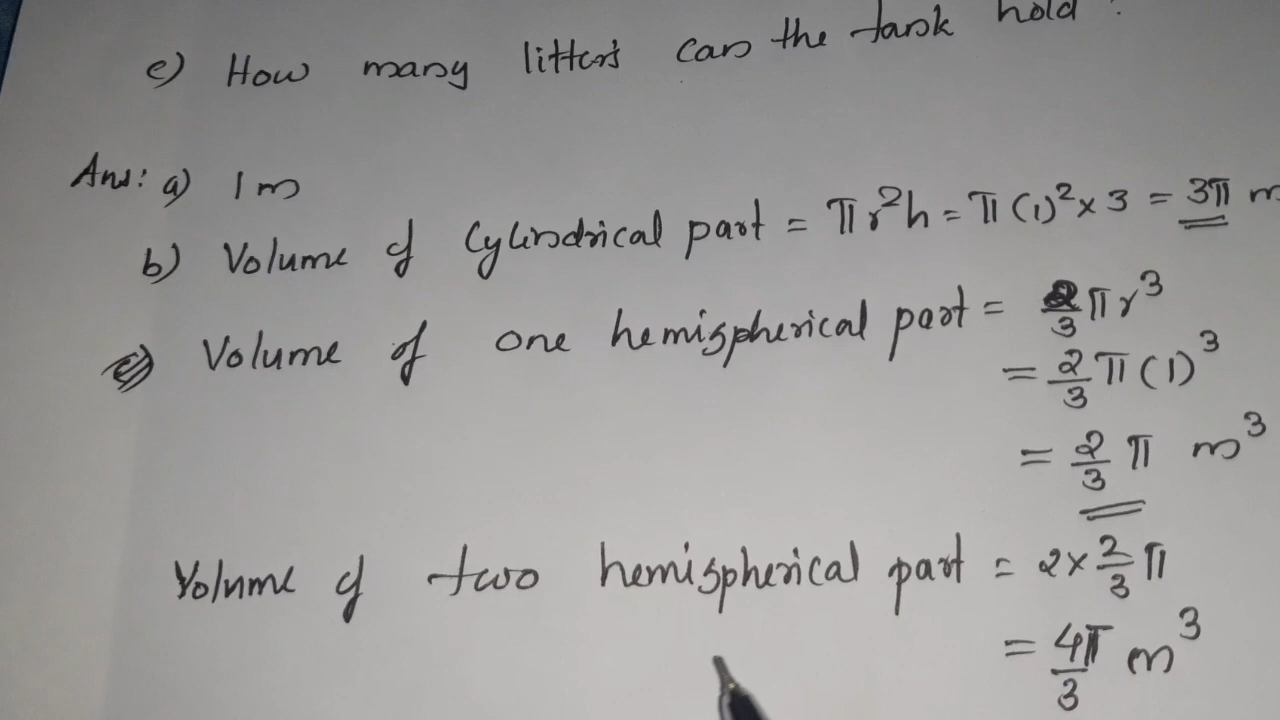 c) How many litters can the tank hold ?
Ans: a) 1 m
b) Volume of Cylindrical part = πr²h = π(1)²×3 = 3π m
Volume of one hemispherical part = 2/3 πr³
= 2/3 π(1)³
= 2/3 π m³
Volume of two hemispherical part = 2×2/3 π
= 4π/3 m³